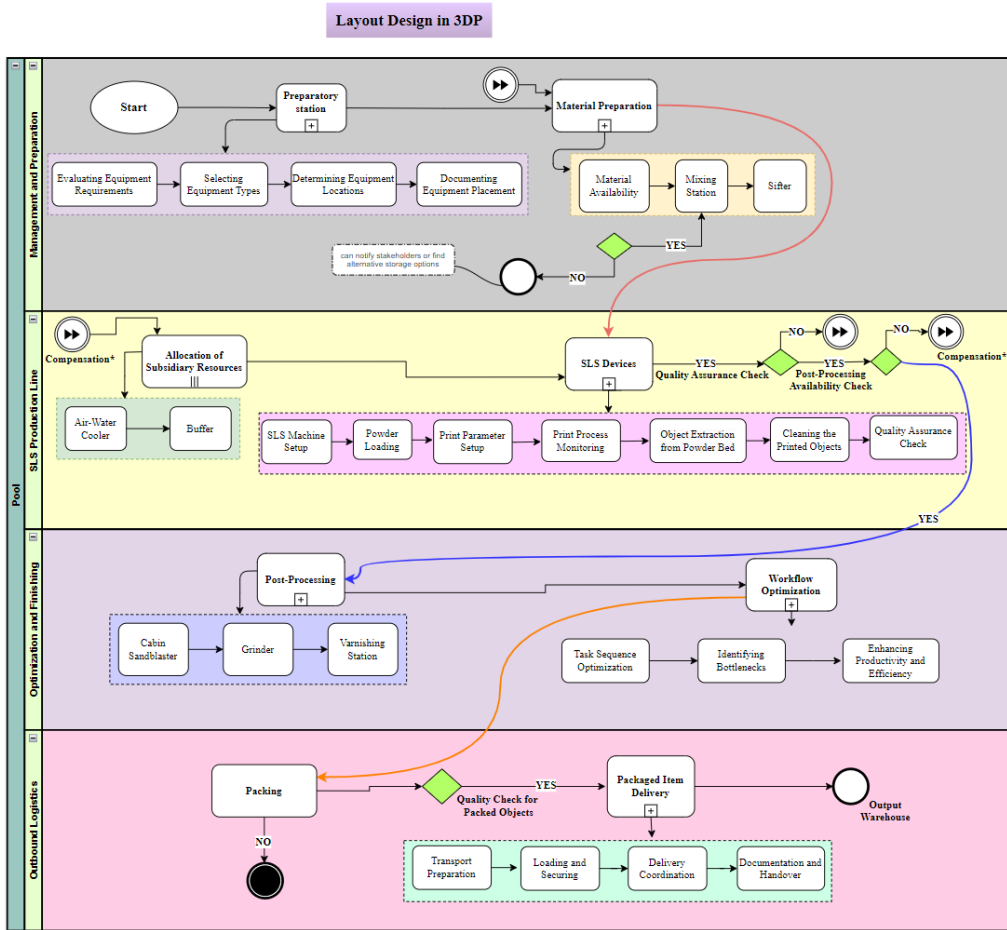 Layout Design in 3DP
Pool
Management and Preparation
Start
Preparatory
station
Material Preparation
Evaluating Equipment
Requirements
Selecting
Equipment Types
Determining Equipment
Locations
Documenting
Equipment Placement
Material
Availability
Mixing
Station
Sifter
YES
NO
can notify stakeholders or find
alternative storage options
SLS Production Line
Compensation*
Allocation of
Subsidiary Resources
SLS Devices
YES
Quality Assurance Check
NO
YES
Post-Processing
Availability Check
NO
Compensation*
Air-Water
Cooler
Buffer
SLS Machine
Setup
Powder
Loading
Print Parameter
Setup
Print Process
Monitoring
Object Extraction
from Powder Bed
Cleaning the
Printed Objects
Quality Assurance
Check
YES
Optimization and Finishing
Post-Processing
Workflow
Optimization
Cabin
Sandblaster
Grinder
Varnishing
Station
Task Sequence
Optimization
Identifying
Bottlenecks
Enhancing
Productivity and
Efficiency
Outbound Logistics
Packing
NO
Quality Check for
Packed Objects
YES
Packaged Item
Delivery
Output
Warehouse
Transport
Preparation
Loading and
Securing
Delivery
Coordination
Documentation and
Handover